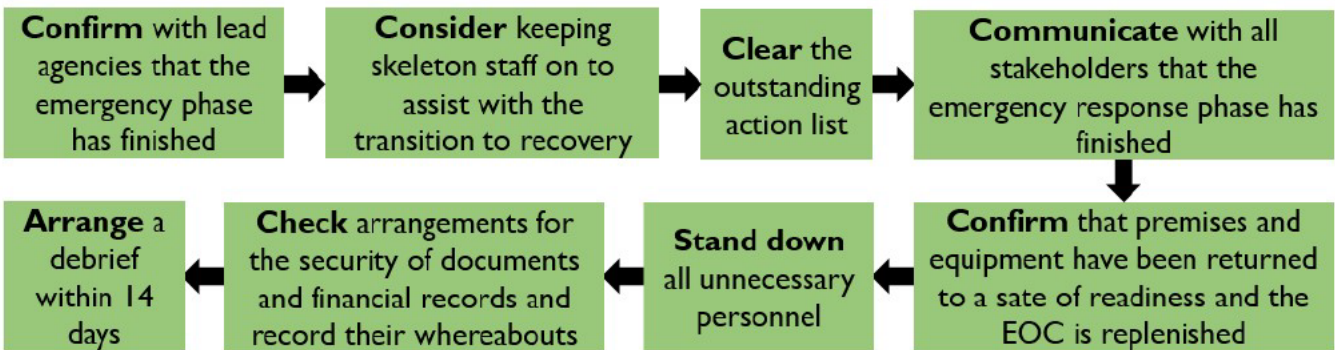 Confirm with lead
agencies that the
emergency phase
has finished
Consider keeping
skeleton staff on to
assist with the
transition to recovery
Clear the
outstanding
action list
Communicate with all
stakeholders that the
emergency response phase has
finished
Confirm that premises and
equipment have been returned
to a sate of readiness and the
EOC is replenished
Stand down
all unnecessary
personnel
Check arrangements for
the security of documents
and financial records and
record their whereabouts
Arrange a
debrief
within 14
days